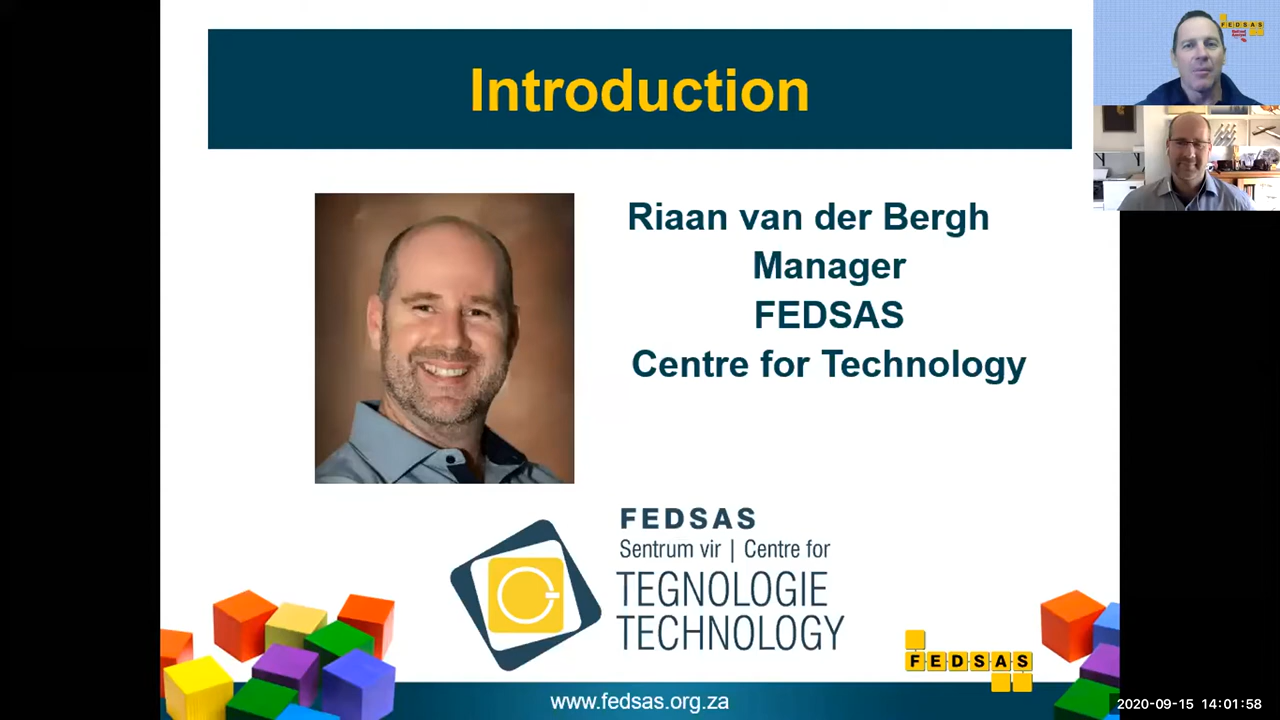 Introduction
Riaan van der Bergh
Manager
FEDSAS
Centre for Technology
FEDSAS
Sentrum vir | Centre for
TEGNOLOGIE
TECHNOLOGY
FEDSAS
www.fedsas.org.za
FEDSAS
2020-09-15 14:01:58